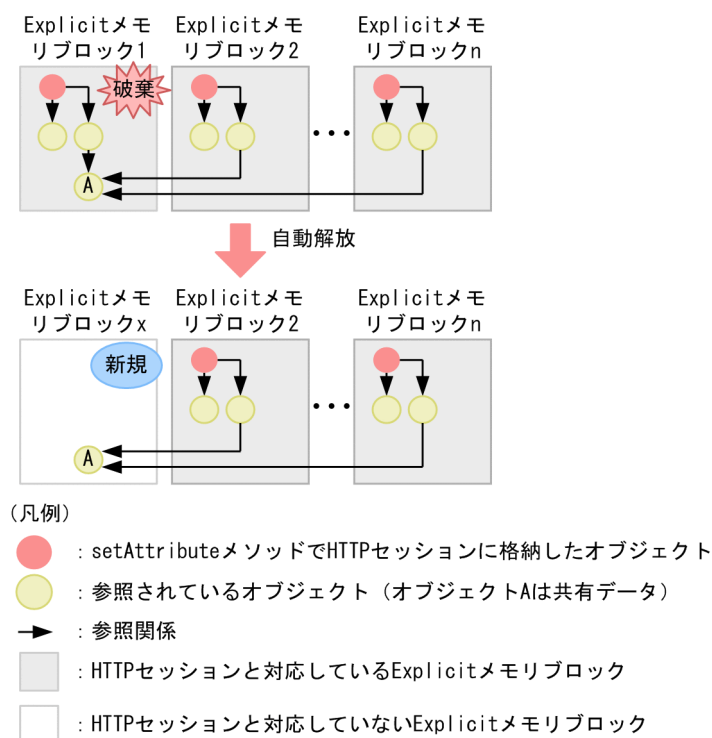 Explicitメモ
リブロック1
Explicitメモ
リブロック2
Explicitメモ
リブロックn
破棄
・・・
A
自動解放
Explicitメモ
リブロックx
Explicitメモ
リブロック2
Explicitメモ
リブロックn
新規
・・・
A
(凡例)
:setAttributeメソッドでHTTPセッションに格納したオブジェクト
:参照されているオブジェクト(オブジェクトAは共有データ)
:参照関係
:HTTPセッションと対応しているExplicitメモリブロック
:HTTPセッションと対応していないExplicitメモリブロック